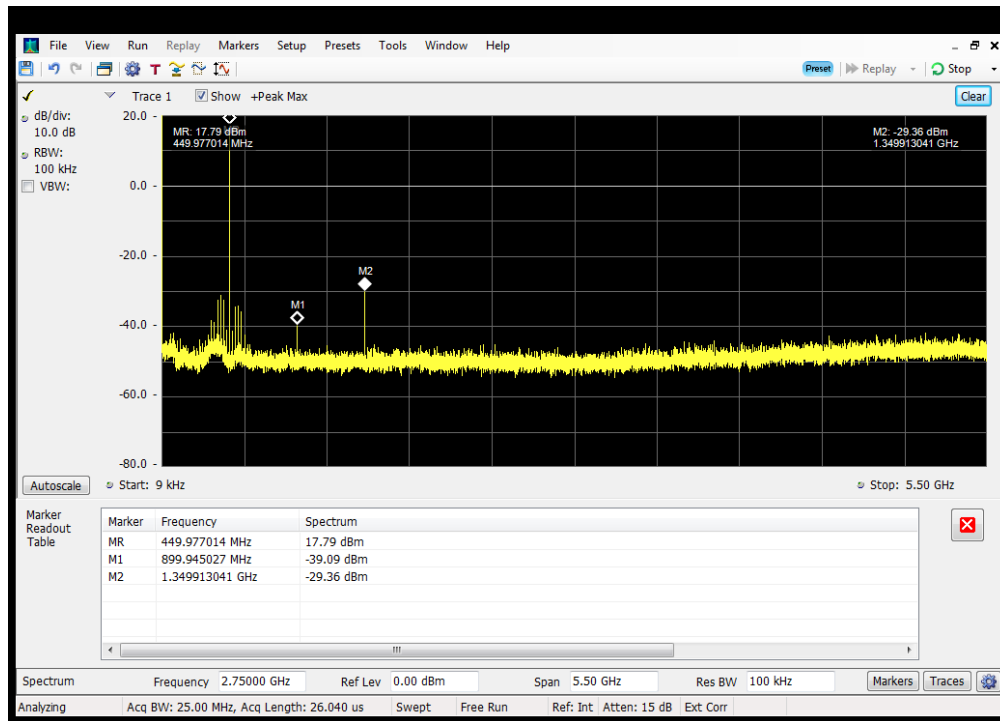 File View Run Replay Markers Setup Presets Tools Window Help
Preset Replay Stop
Trace 1 Show +Peak Max Clear
dB/div:
10.0 dB
RBW:
100 kHz
VBW:
20.0
0.0
-20.0
-40.0
-60.0
-80.0
MR: 17.79 dBm
449.977014 MHz
M2: -29.36 dBm
1.349913041 GHz
M2
M1
Autoscale Start: 9 kHz Stop: 5.50 GHz
Marker
Readout
Table
Marker Frequency Spectrum
MR 449.977014 MHz 17.79 dBm
M1 899.945027 MHz -39.09 dBm
M2 1.349913041 GHz -29.36 dBm
Spectrum Frequency 2.75000 GHz Ref Lev 0.00 dBm Span 5.50 GHz Res BW 100 kHz Markers Traces
Analyzing Acq BW: 25.00 MHz, Acq Length: 26.040 us Swept Free Run Ref: Int Atten: 15 dB Ext Corr